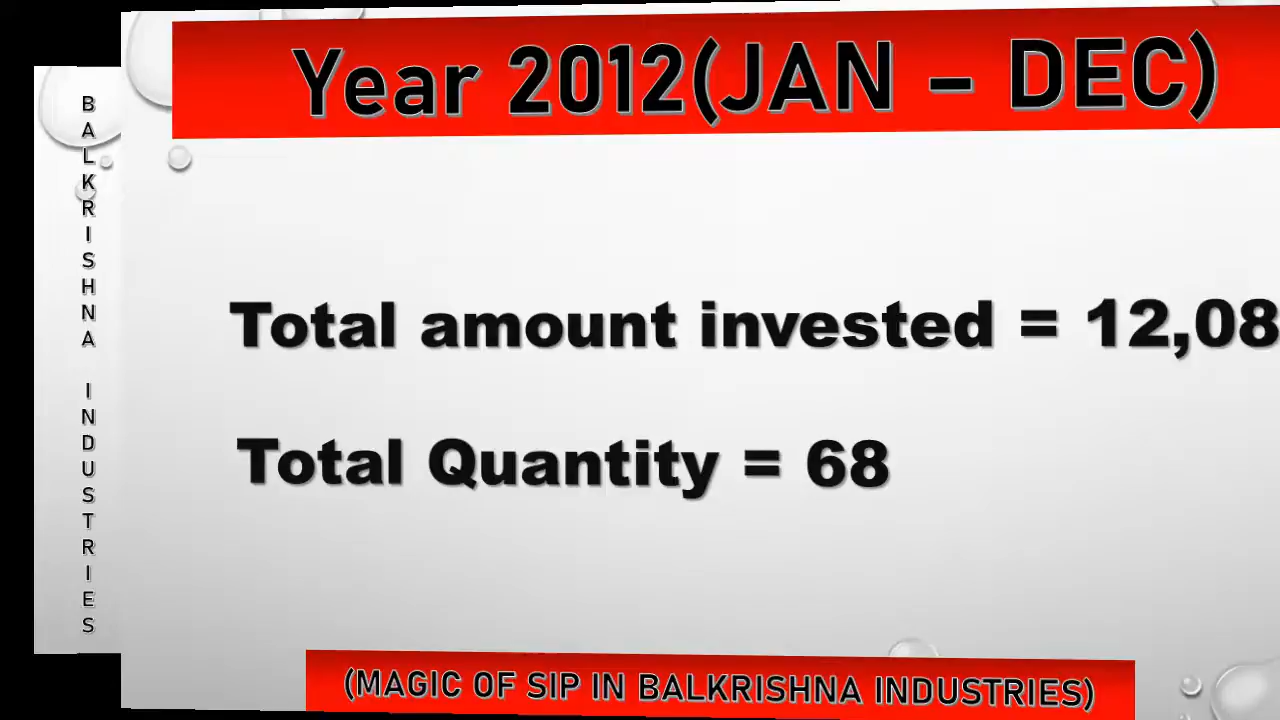 Year 2012(JAN – DEC)
BALKRISHNA INDUSTRIES
Total amount invested = 12,08
Total Quantity = 68
(MAGIC OF SIP IN BALKRISHNA INDUSTRIES)